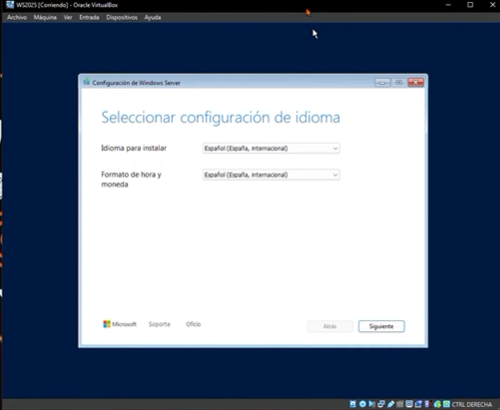 WS2025 [Corriendo] - Oracle VirtualBox
Archivo Máquina Ver Entrada Dispositivos Ayuda
Configuración de Windows Server
Seleccionar configuración de idioma
Idioma para instalar
Español (España, internacional)
Formato de hora y
moneda
Español (España, internacional)
Microsoft Soporte Oficio
Atrás Siguiente
CTRL DERECHA